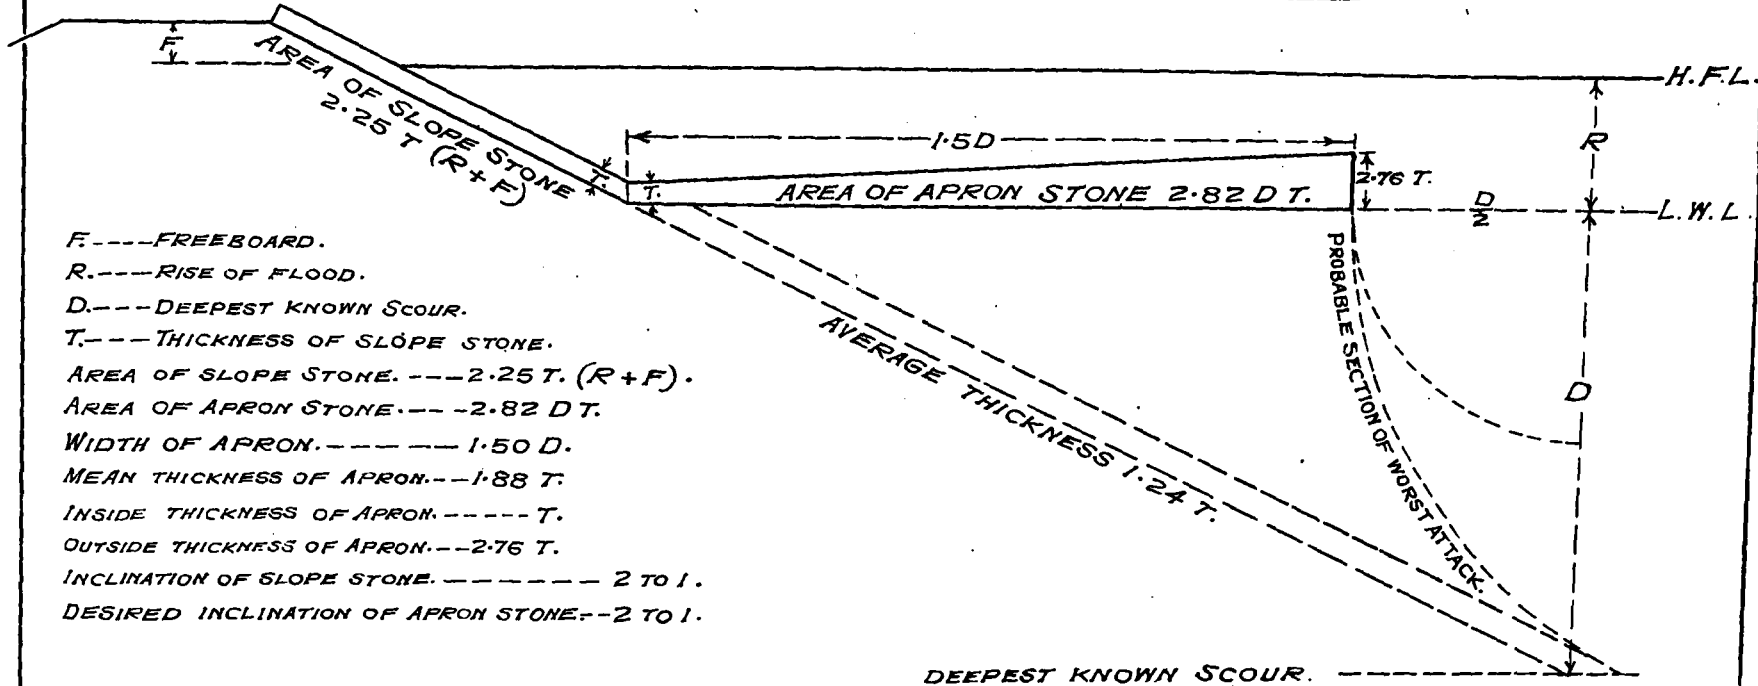 F
H.F.L.
AREA OF SLOPE STONE
2.25 T (R+F)
1.5D
R
T.
T.
AREA OF APRON STONE 2.82 D T.
2.76 T.
D/2
L.W.L.
F.----FREEBOARD.
R.----RISE OF FLOOD.
D.---DEEPEST KNOWN SCOUR.
T.---THICKNESS OF SLOPE STONE.
AREA OF SLOPE STONE.---2.25 T. (R+F).
AREA OF APRON STONE.---2.82 D T.
WIDTH OF APRON.------1.50 D.
MEAN THICKNESS OF APRON.--1.88 T.
INSIDE THICKNESS OF APRON.-----T.
OUTSIDE THICKNESS OF APRON.--2.76 T.
INCLINATION OF SLOPE STONE.-------2 TO 1.
DESIRED INCLINATION OF APRON STONE.--2 TO 1.
AVERAGE THICKNESS 1.24 T.
PROBABLE SECTION OF WORST ATTACK.
D
DEEPEST KNOWN SCOUR.